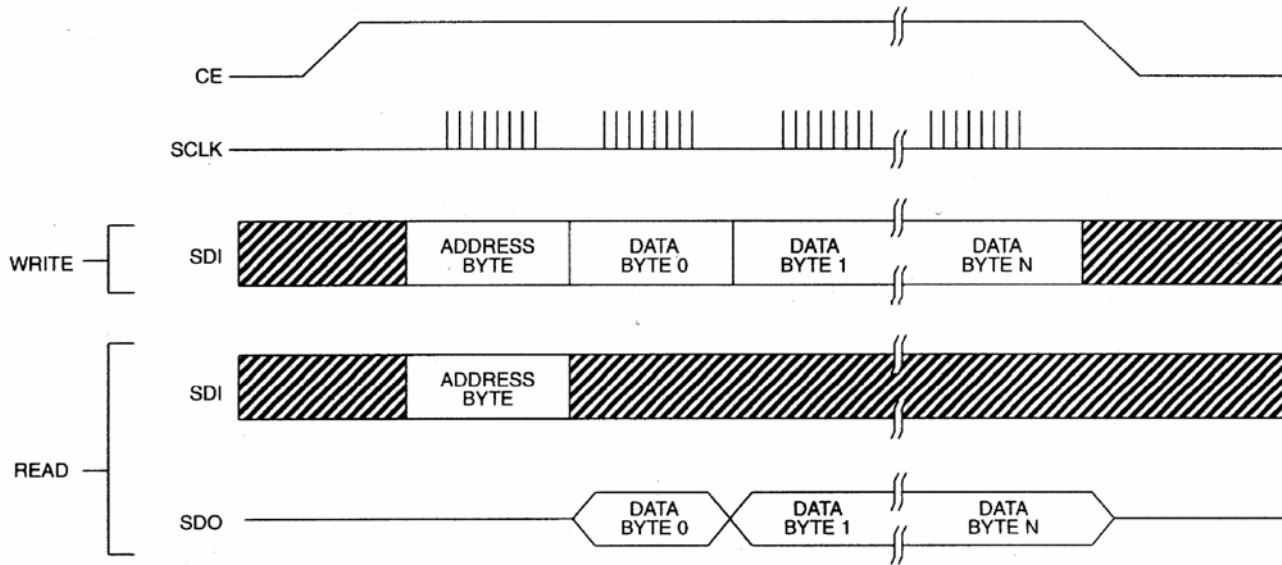 CE
SCLK
WRITE
SDI
ADDRESS
BYTE
DATA
BYTE 0
DATA
BYTE 1
DATA
BYTE N
READ
SDI
ADDRESS
BYTE
SDO
DATA
BYTE 0
DATA
BYTE 1
DATA
BYTE N